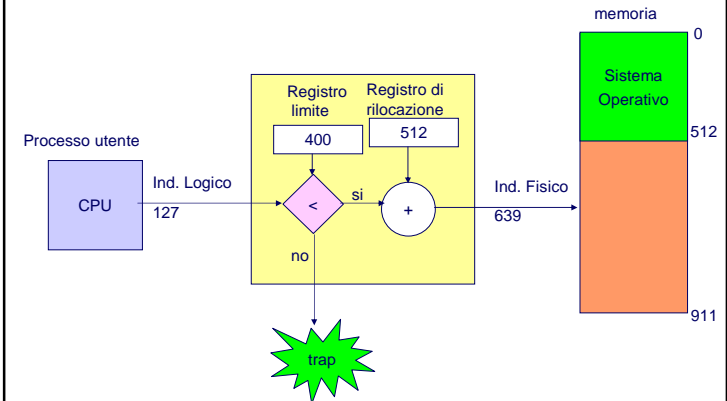 memoria
0
Sistema
Operativo
512
911
Registro
limite
Registro di
rilocazione
400
512
Processo utente
CPU
Ind. Logico
127
<
si
+
Ind. Fisico
639
no
trap